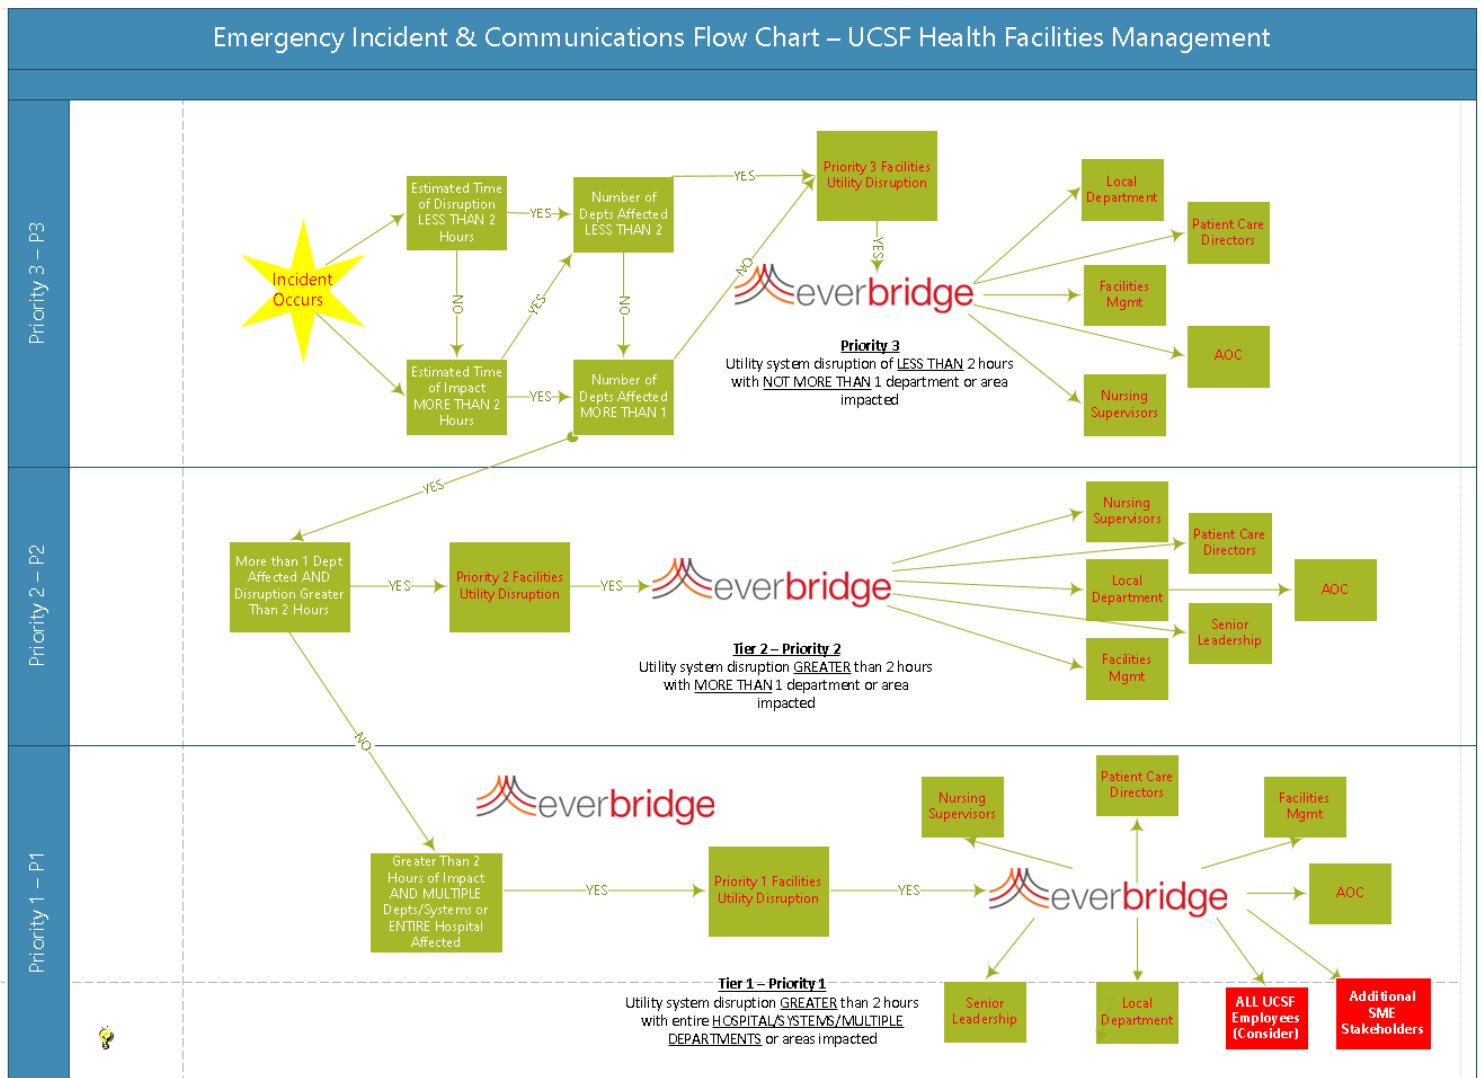 Emergency Incident & Communications Flow Chart – UCSF Health Facilities Management
Priority 3 – P3
Incident
Occurs
Estimated Time
of Disruption
LESS THAN 2
Hours
YES
NO
Estimated Time
of Impact
MORE THAN 2
Hours
YES
YES
Number of
Depts Affected
LESS THAN 2
YES
NO
Number of
Depts Affected
MORE THAN 1
NO
YES
Priority 3 Facilities
Utility Disruption
YES
everbridge
Priority 3
Utility system disruption of LESS THAN 2 hours
with NOT MORE THAN 1 department or area
impacted
Local
Department
Patient Care
Directors
Facilities
Mgmt
AOC
Nursing
Supervisors
Priority 2 – P2
More than 1 Dept
Affected AND
Disruption Greater
Than 2 Hours
YES
NO
Priority 2 Facilities
Utility Disruption
YES
everbridge
Tier 2 – Priority 2
Utility system disruption GREATER than 2 hours
with MORE THAN 1 department or area
impacted
Nursing
Supervisors
Patient Care
Directors
Local
Department
AOC
Senior
Leadership
Facilities
Mgmt
Priority 1 – P1
everbridge
Greater Than 2
Hours of Impact
AND MULTIPLE
Depts/Systems or
ENTIRE Hospital
Affected
YES
Priority 1 Facilities
Utility Disruption
YES
everbridge
Tier 1 – Priority 1
Utility system disruption GREATER than 2 hours
with entire HOSPITAL/SYSTEMS/MULTIPLE
DEPARTMENTS or areas impacted
Nursing
Supervisors
Patient Care
Directors
Facilities
Mgmt
AOC
Senior
Leadership
Local
Department
ALL UCSF
Employees
(Consider)
Additional
SME
Stakeholders